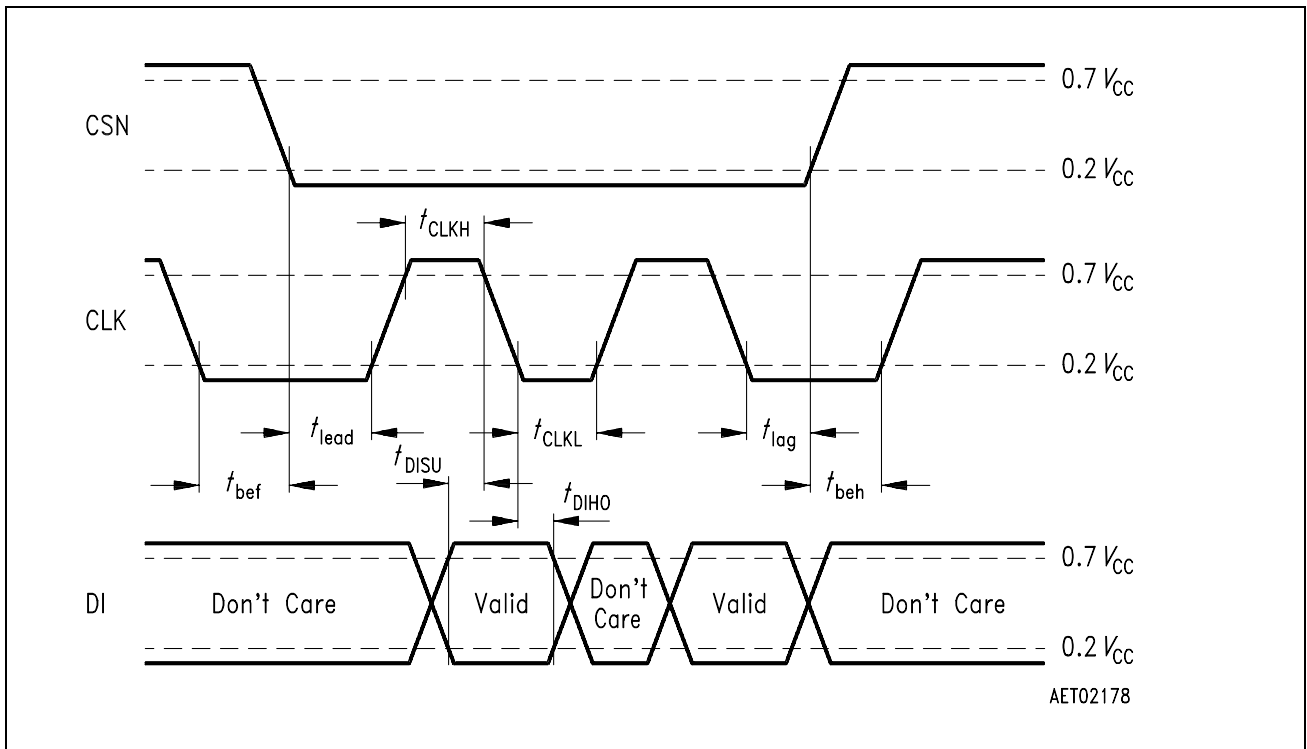 0.7 VCC
CSN
0.2 VCC
tCLKH
0.7 VCC
CLK
0.2 VCC
tlead
tCLKL
tlag
tDISU
tbef
tbeh
tDIHO
0.7 VCC
DI
Don't Care
Valid
Don't
Care
Valid
Don't Care
0.2 VCC
AET02178